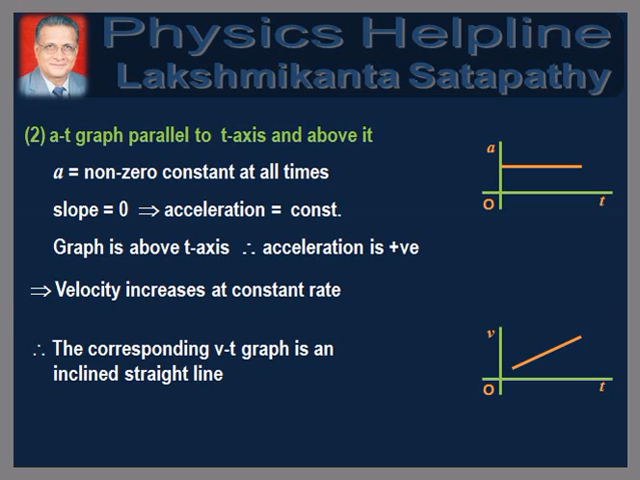 Physics Helpline
Lakshmikanta Satapathy
(2) a-t graph parallel to t-axis and above it
a = non-zero constant at all times
slope = 0 ⇒ acceleration = const.
Graph is above t-axis ∴ acceleration is +ve
⇒ Velocity increases at constant rate
∴ The corresponding v-t graph is an
inclined straight line
a
O
t
v
O
t